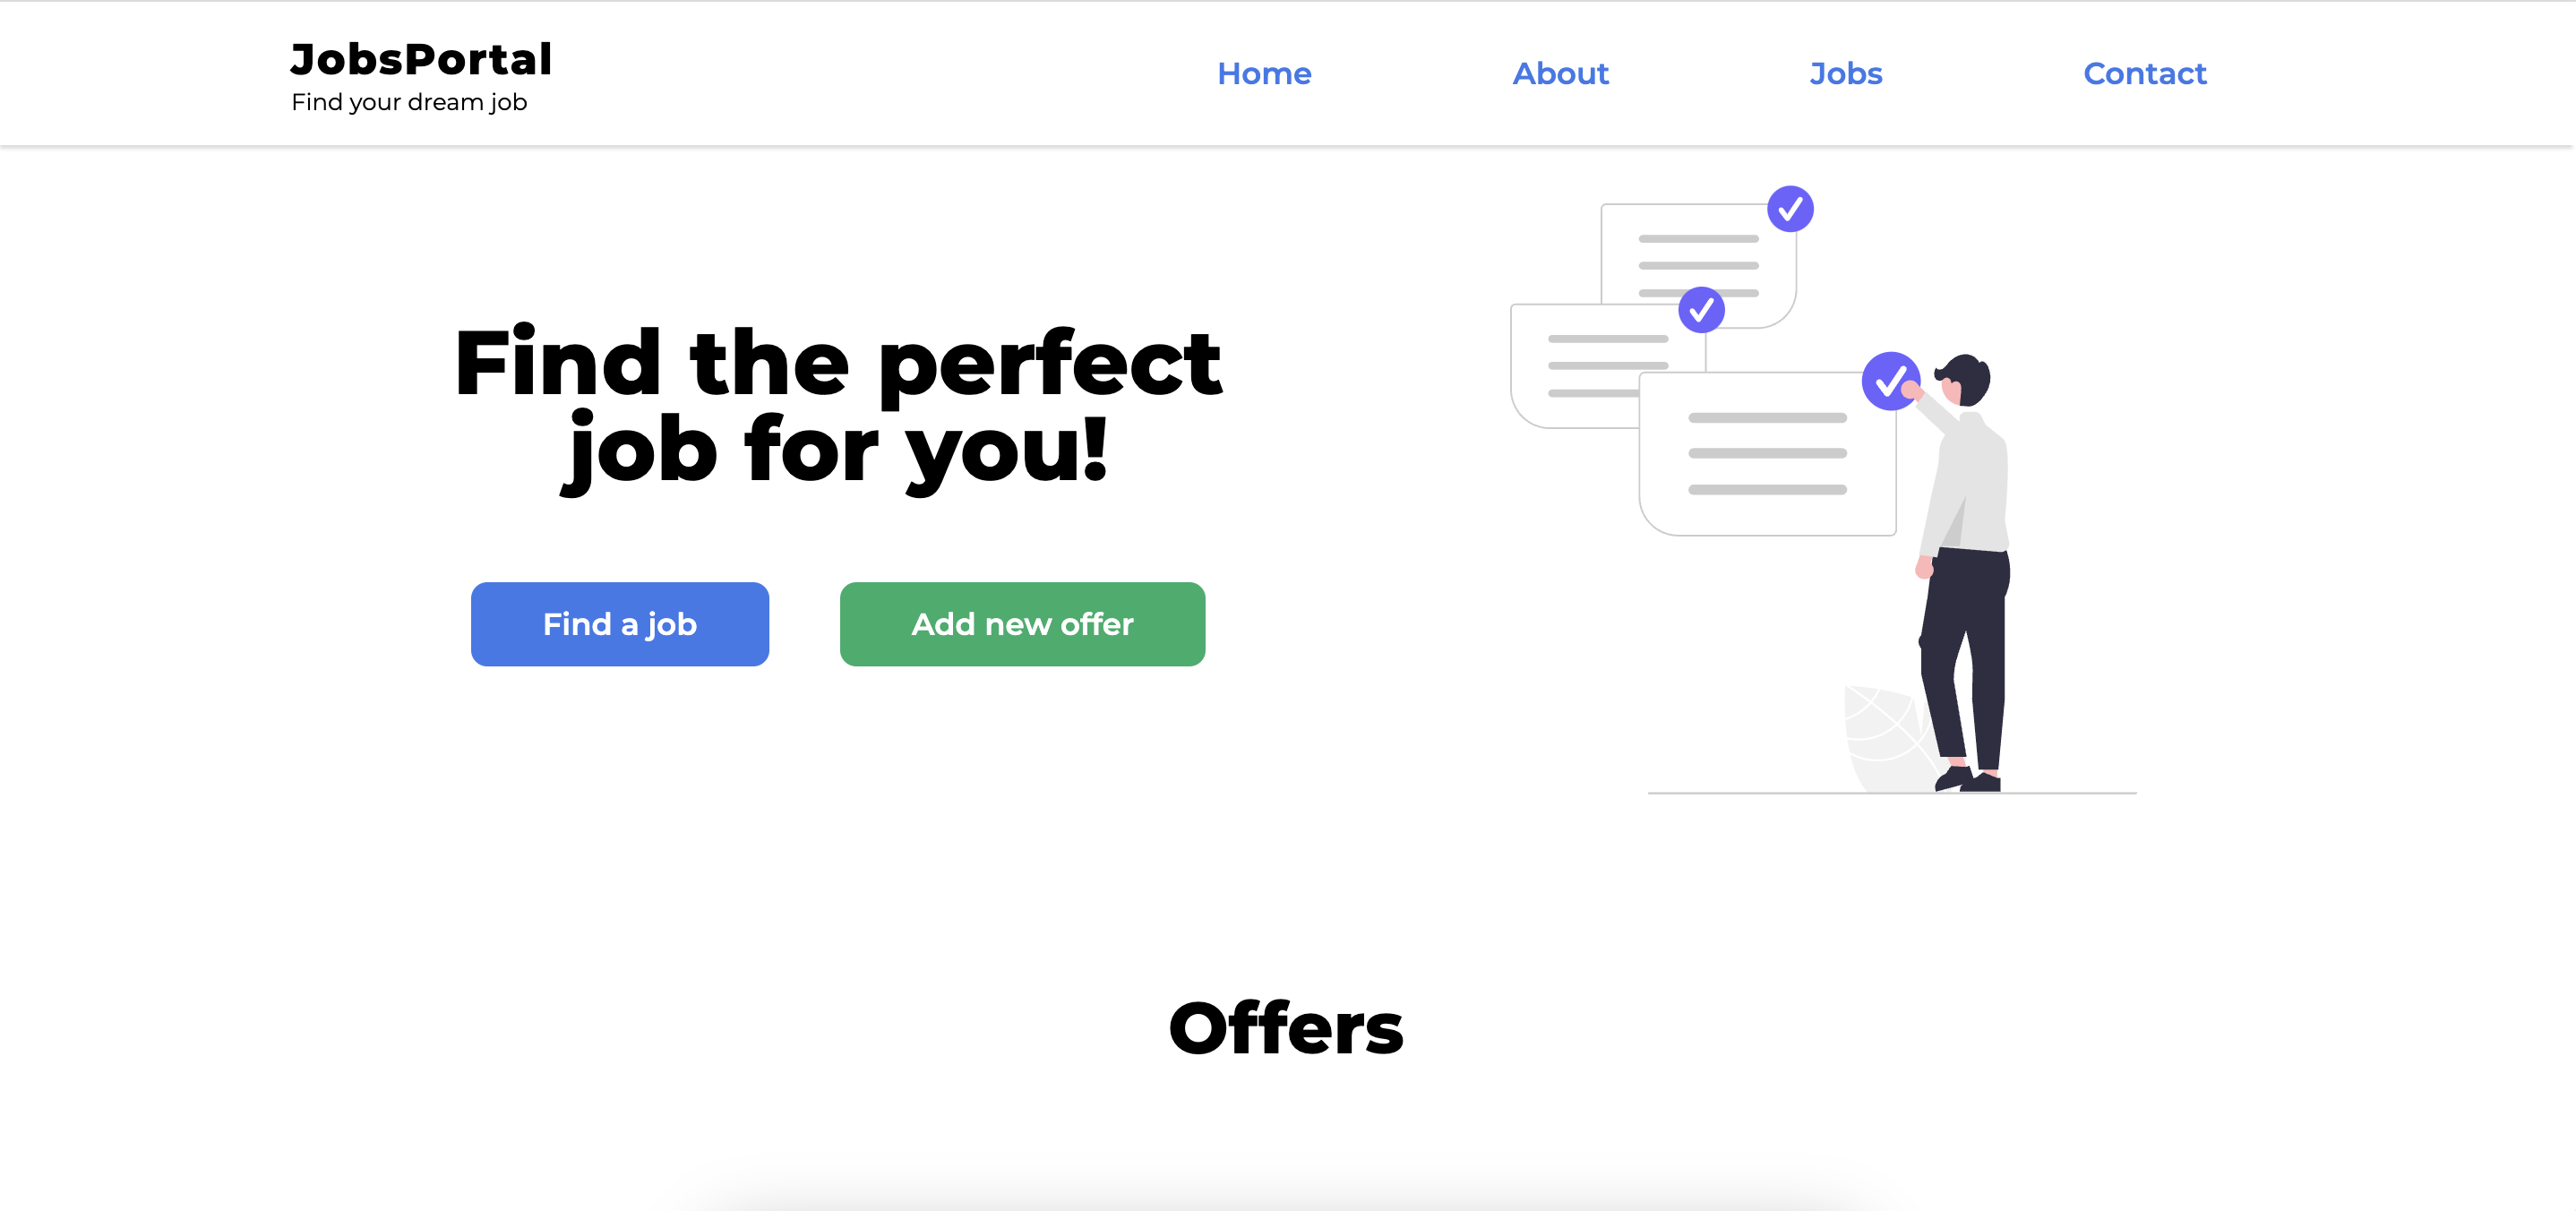 JobsPortal
Find your dream job
Home
About
Jobs
Contact
Find the perfect
job for you!
Find a job
Add new offer
Offers